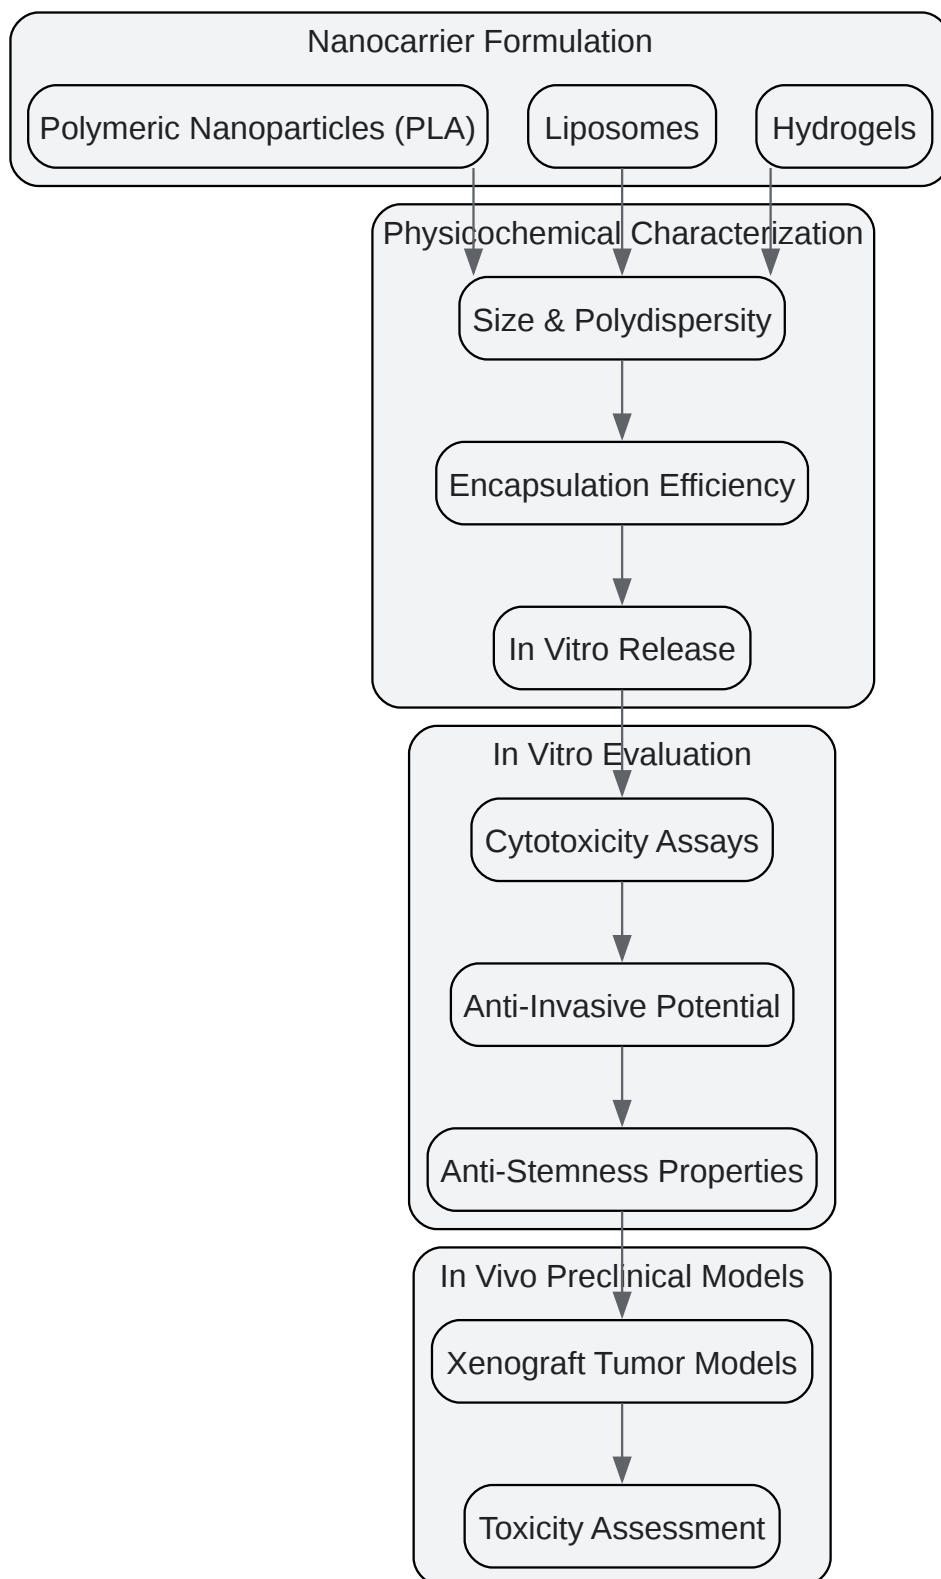 Nanocarrier Formulation
Polymeric Nanoparticles (PLA)
Liposomes
Hydrogels
Physicochemical Characterization
Size & Polydispersity
Encapsulation Efficiency
In Vitro Release
In Vitro Evaluation
Cytotoxicity Assays
Anti-Invasive Potential
Anti-Stemness Properties
In Vivo Preclinical Models
Xenograft Tumor Models
Toxicity Assessment